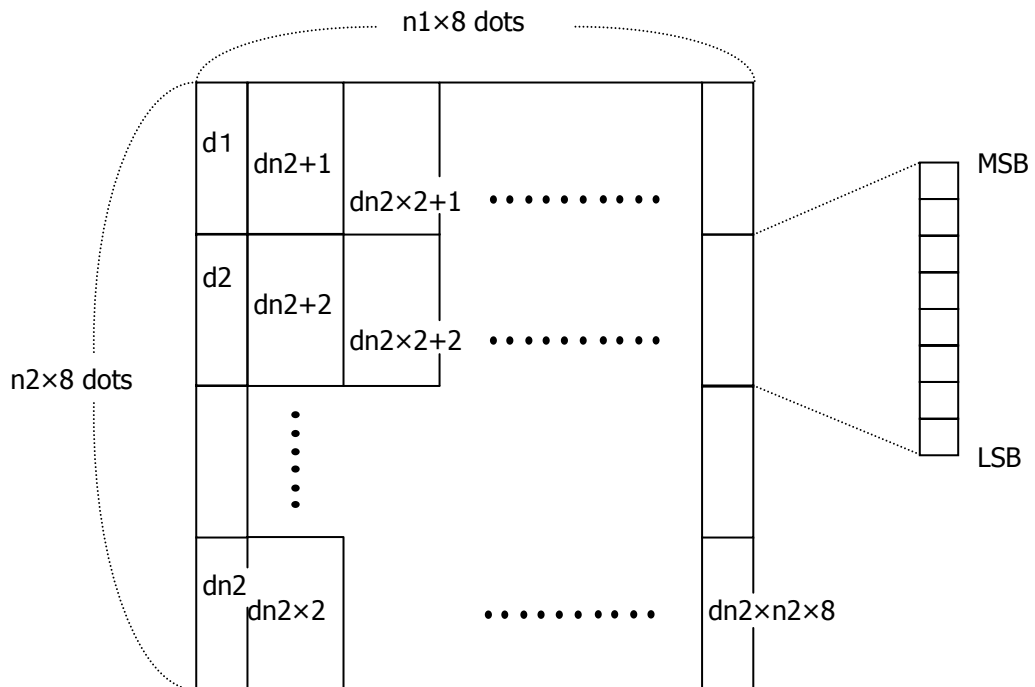 n1×8 dots
d1
dn2+1
dn2×2+1
MSB
d2
dn2+2
dn2×2+2
n2×8 dots
LSB
dn2
dn2×2
dn2×n2×8